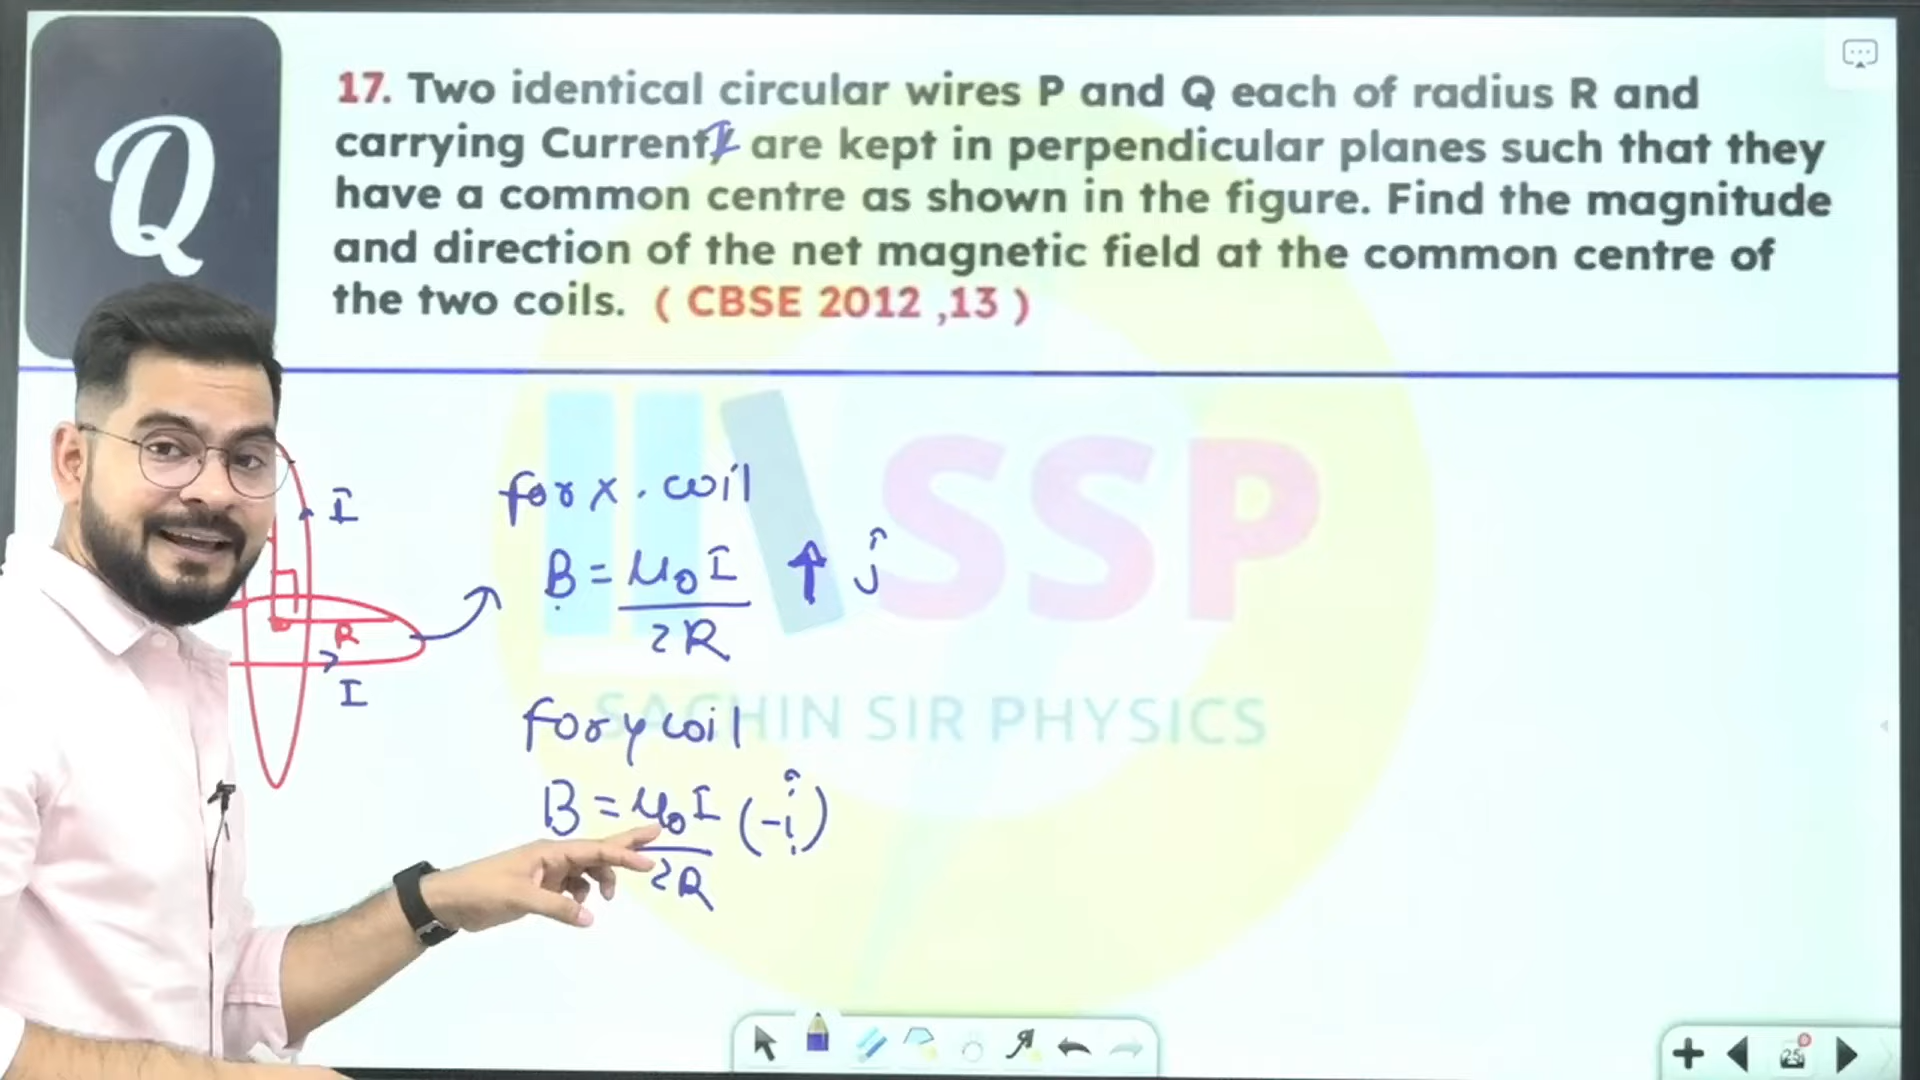 Q
17. Two identical circular wires P and Q each of radius R and
carrying Current I are kept in perpendicular planes such that they
have a common centre as shown in the figure. Find the magnitude
and direction of the net magnetic field at the common centre of
the two coils. ( CBSE 2012 ,13 )
SSP
SACHIN SIR PHYSICS
I
R
I
for x. coil
B = μ₀I
2R
↑ ĵ
for y coil
B = μ₀I (-î)
2R
25